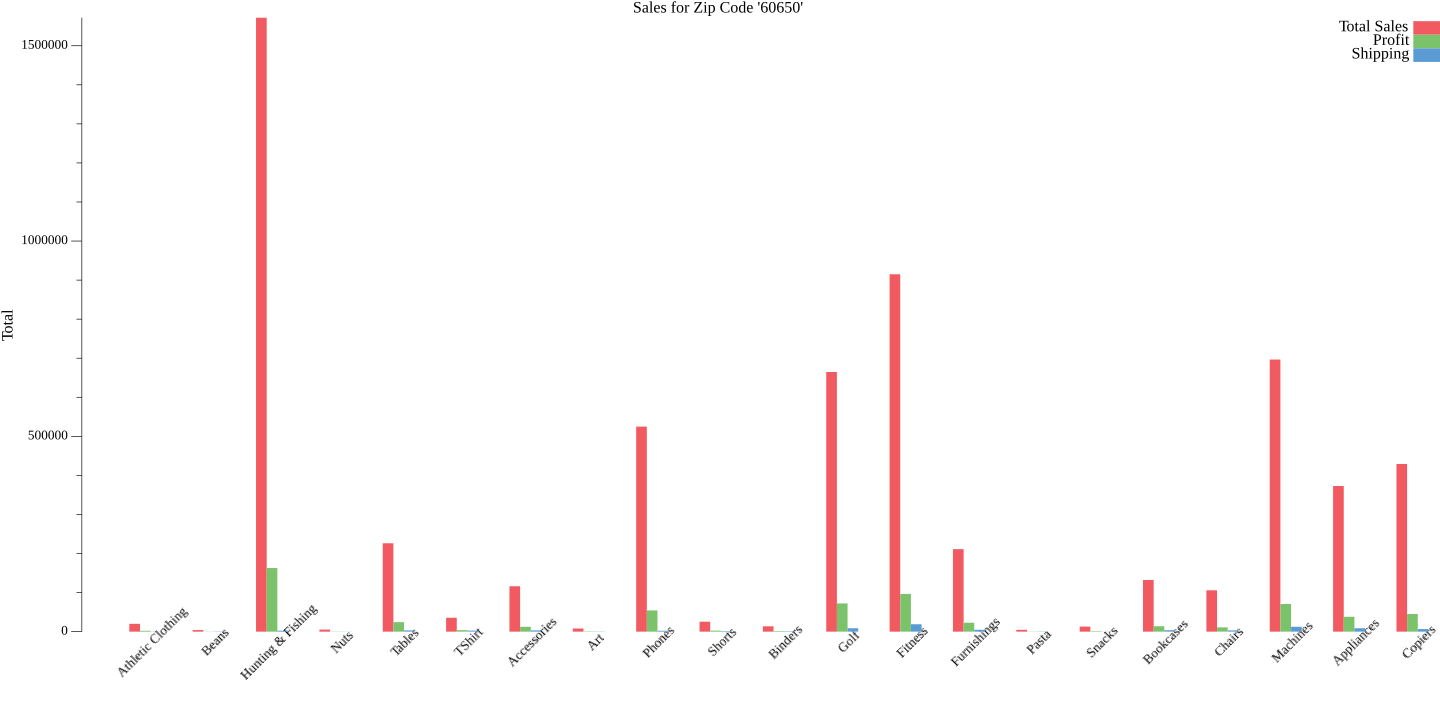 Sales for Zip Code '60650'
Total Sales
Profit
Shipping
Total
1500000
1000000
500000
0
Athletic Clothing
Beans
Hunting & Fishing
Nuts
Tables
TShirt
Accessories
Art
Phones
Shorts
Binders
Golf
Fitness
Furnishings
Pasta
Snacks
Bookcases
Chairs
Machines
Appliances
Copiers